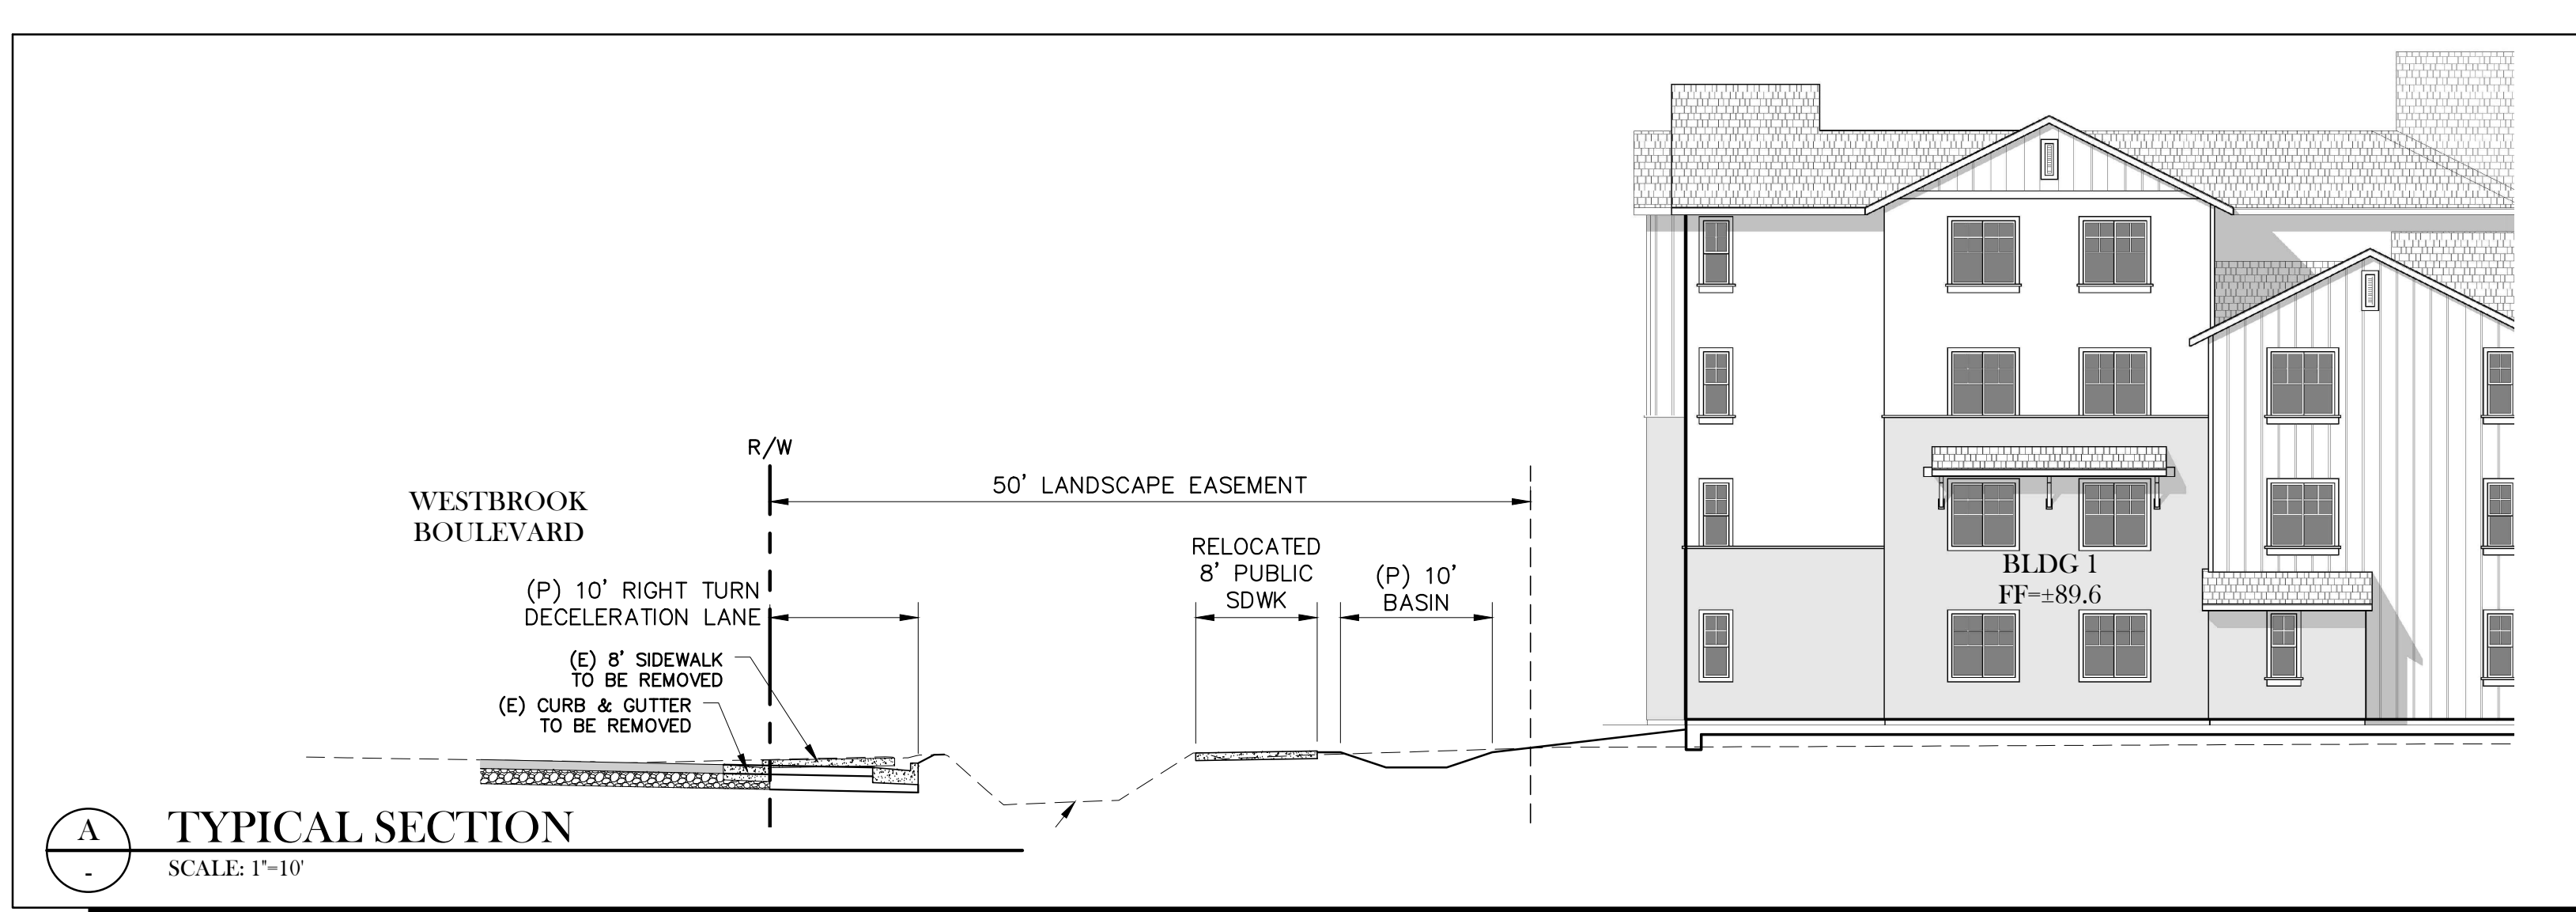 R/W
50' LANDSCAPE EASEMENT
WESTBROOK
BOULEVARD
RELOCATED
8' PUBLIC
SDWK
(P) 10'
BASIN
(P) 10' RIGHT TURN
DECELERATION LANE
(E) 8' SIDEWALK
TO BE REMOVED
(E) CURB & GUTTER
TO BE REMOVED
BLDG 1
FF=±89.6
A
-
TYPICAL SECTION
SCALE: 1"=10'